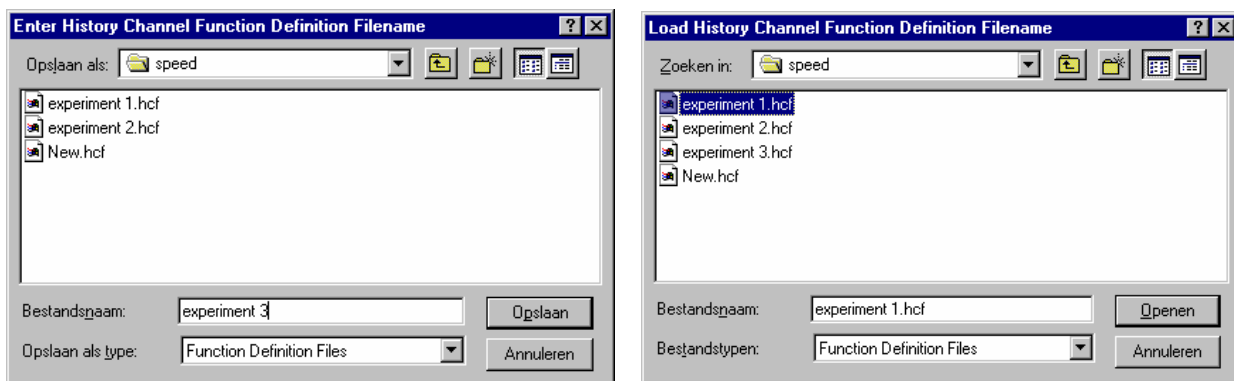 Enter History Channel Function Definition Filename
Opslaan als: speed
experiment 1.hcf
experiment 2.hcf
New.hcf
Bestandsnaam: experiment 3 Opslaan
Opslaan als type: Function Definition Files Annuleren
Load History Channel Function Definition Filename
Zoeken in: speed
experiment 1.hcf
experiment 2.hcf
experiment 3.hcf
New.hcf
Bestandsnaam: experiment 1.hcf Openen
Bestandstypen: Function Definition Files Annuleren